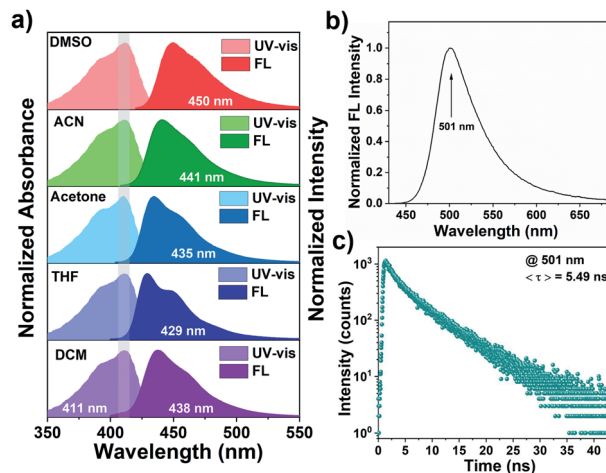 a)
Normalized Absorbance
DMSO
UV-vis
FL
450 nm
ACN
UV-vis
FL
441 nm
Acetone
UV-vis
FL
435 nm
THF
UV-vis
FL
429 nm
DCM
UV-vis
FL
411 nm
438 nm
350 400 450 500 550
Wavelength (nm)
Normalized Intensity
b)
Normalized FL Intensity
1.0
0.8
0.6
0.4
0.2
0.0
501 nm
450 500 550 600 650
Wavelength (nm)
c)
Intensity (counts)
10³
10²
10¹
10⁰
@ 501 nm
<τ> = 5.49 ns
0 5 10 15 20 25 30 35 40
Time (ns)